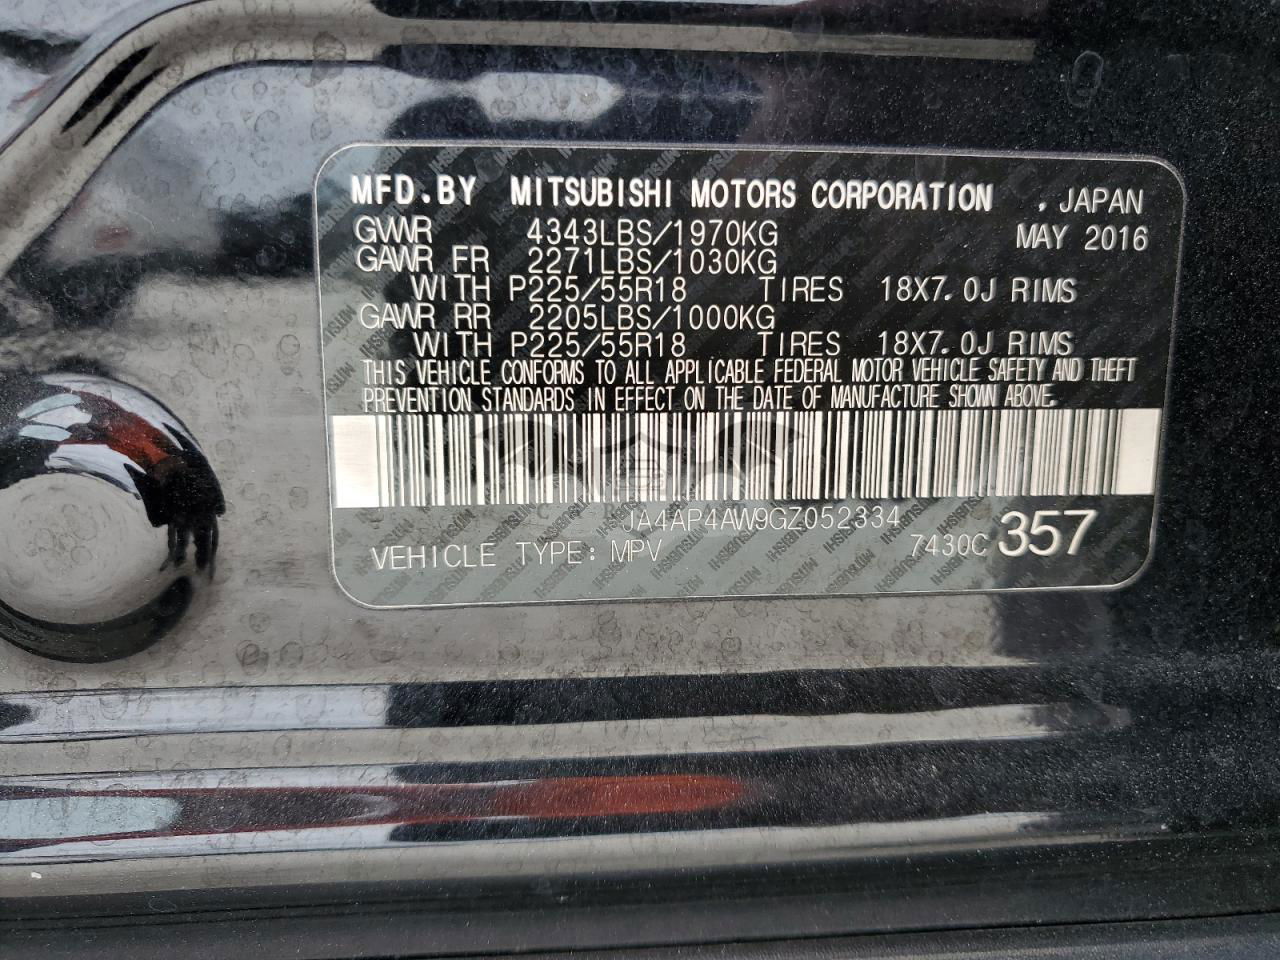 MFD.BY MITSUBISHI MOTORS CORPORATION , JAPAN
GVWR 4343LBS/1970KG MAY 2016
GAWR FR 2271LBS/1030KG
WITH P225/55R18 TIRES 18X7.0J RIMS
GAWR RR 2205LBS/1000KG
WITH P225/55R18 TIRES 18X7.0J RIMS
THIS VEHICLE CONFORMS TO ALL APPLICABLE FEDERAL MOTOR VEHICLE SAFETY AND THEFT
PREVENTION STANDARDS IN EFFECT ON THE DATE OF MANUFACTURE SHOWN ABOVE.
JA4AP4AW9GZ052334
VEHICLE TYPE: MPV 7430C 357